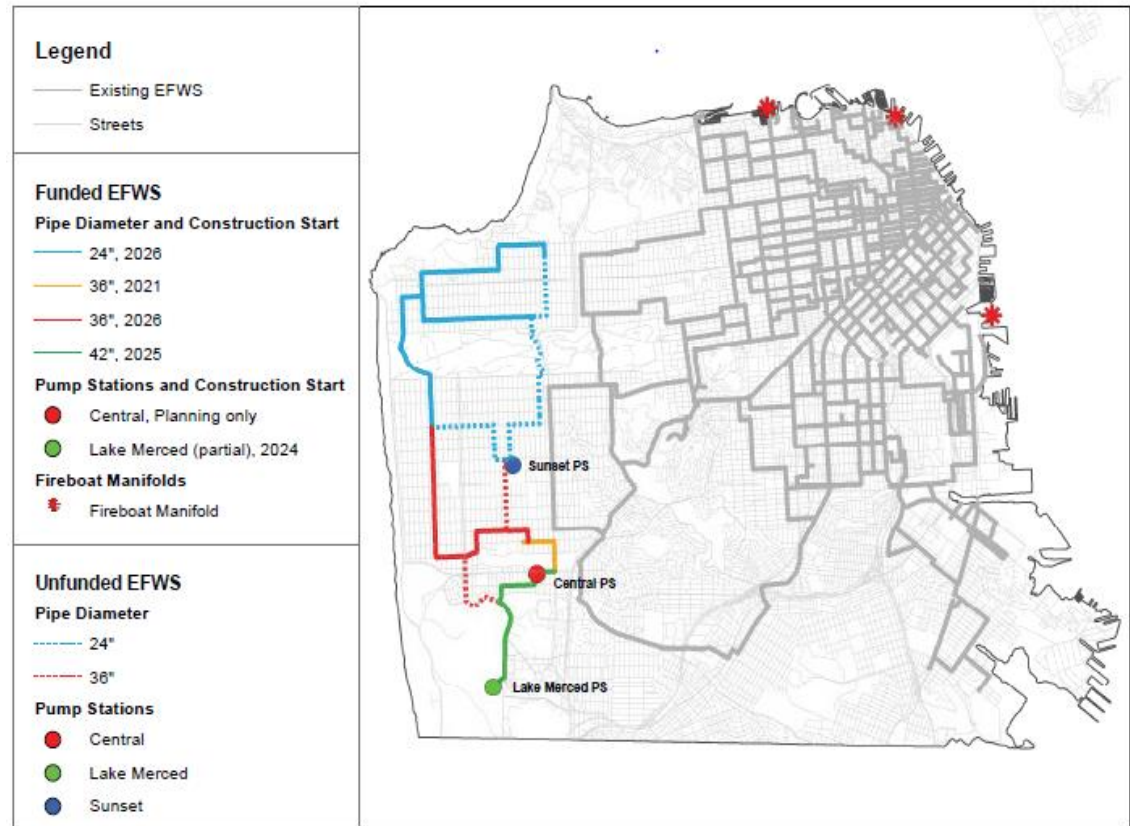 Legend
Existing EFWS
Streets
Funded EFWS
Pipe Diameter and Construction Start
24", 2026
36", 2021
36", 2026
42", 2025
Pump Stations and Construction Start
Central, Planning only
Lake Merced (partial), 2024
Fireboat Manifolds
Fireboat Manifold
Unfunded EFWS
Pipe Diameter
24"
36"
Pump Stations
Central
Lake Merced
Sunset
Sunset PS
Central PS
Lake Merced PS